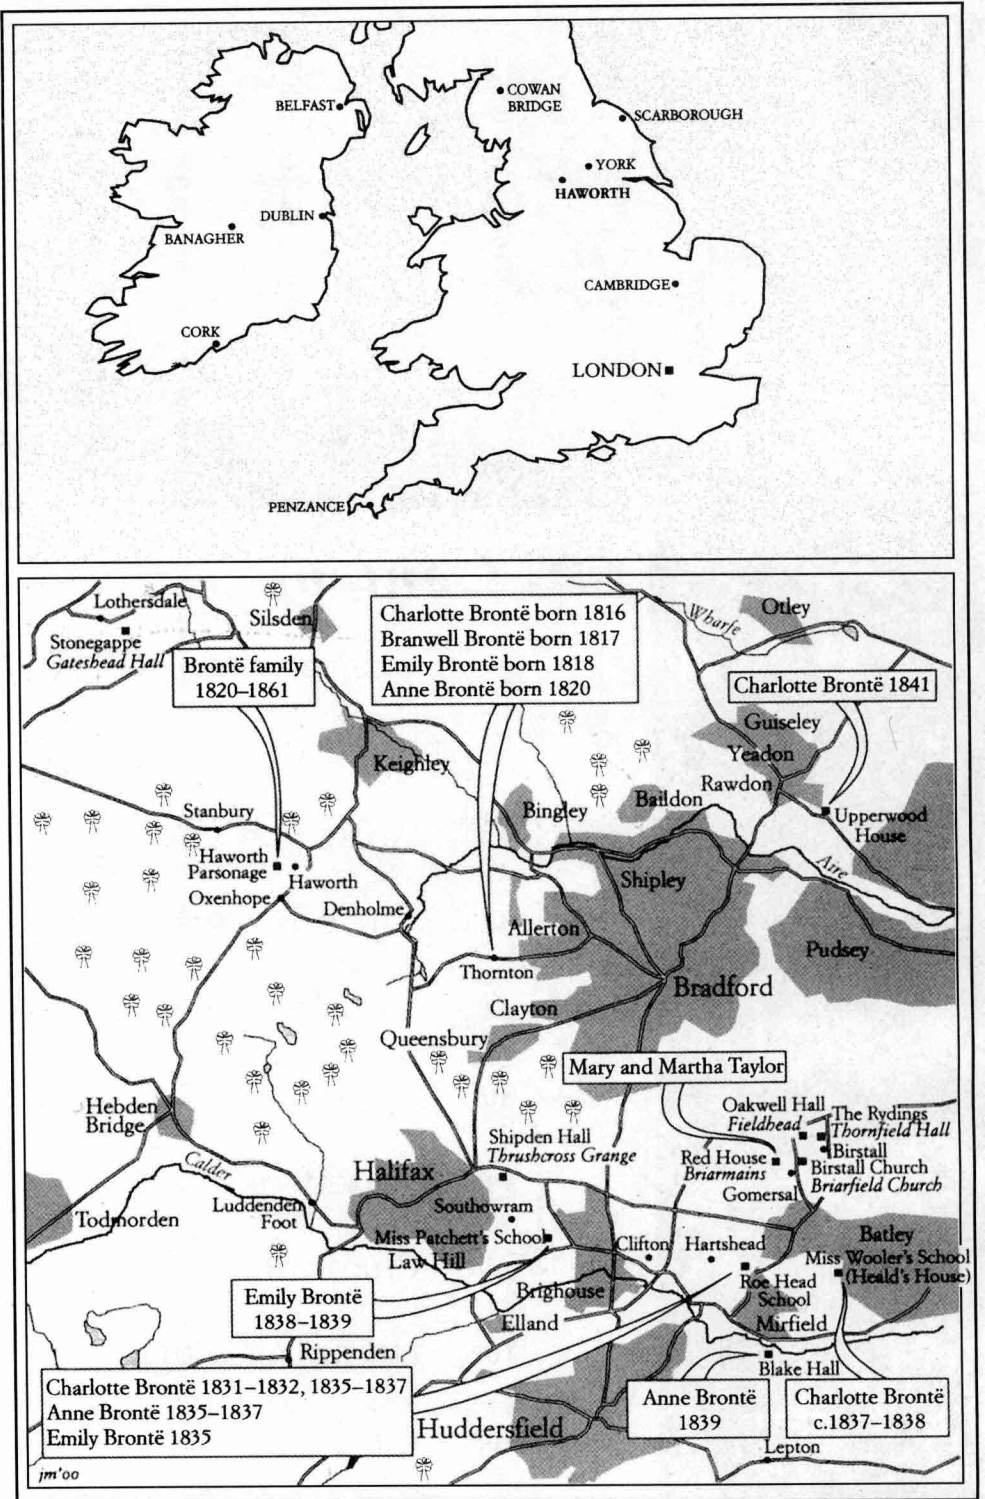 BELFAST
COWAN
BRIDGE
SCARBOROUGH
YORK
HAWORTH
DUBLIN
BANAGHER
CAMBRIDGE
CORK
LONDON
PENZANCE
Lothersdale
Silsden
Stonegappe
Gateshead Hall
Brontë family
1820–1861
Charlotte Brontë born 1816
Branwell Brontë born 1817
Emily Brontë born 1818
Anne Brontë born 1820
Wharfe
Otley
Charlotte Brontë 1841
Guiseley
Yeadon
Rawdon
Keighley
Bingley
Baildon
Upperwood
House
Stanbury
Haworth
Parsonage
Haworth
Oxenhope
Denholme
Shipley
Aire
Allerton
Thornton
Pudsey
Bradford
Clayton
Queensbury
Mary and Martha Taylor
Hebden
Bridge
Oakwell Hall
Fieldhead
The Rydings
Thornfield Hall
Birstall
Red House
Briarmains
Birstall Church
Briarfield Church
Gomersal
Shipden Hall
Thrushcross Grange
Calder
Halifax
Todmorden
Luddenden
Foot
Southowram
Miss Patchett's School
Law Hill
Clifton
Hartshead
Batley
Miss Wooler's School
(Heald's House)
Roe Head
School
Brighouse
Mirfield
Elland
Emily Brontë
1838–1839
Rippenden
Blake Hall
Charlotte Brontë 1831–1832, 1835–1837
Anne Brontë 1835–1837
Emily Brontë 1835
Huddersfield
Anne Brontë
1839
Charlotte Brontë
c.1837–1838
Lepton
jm'oo